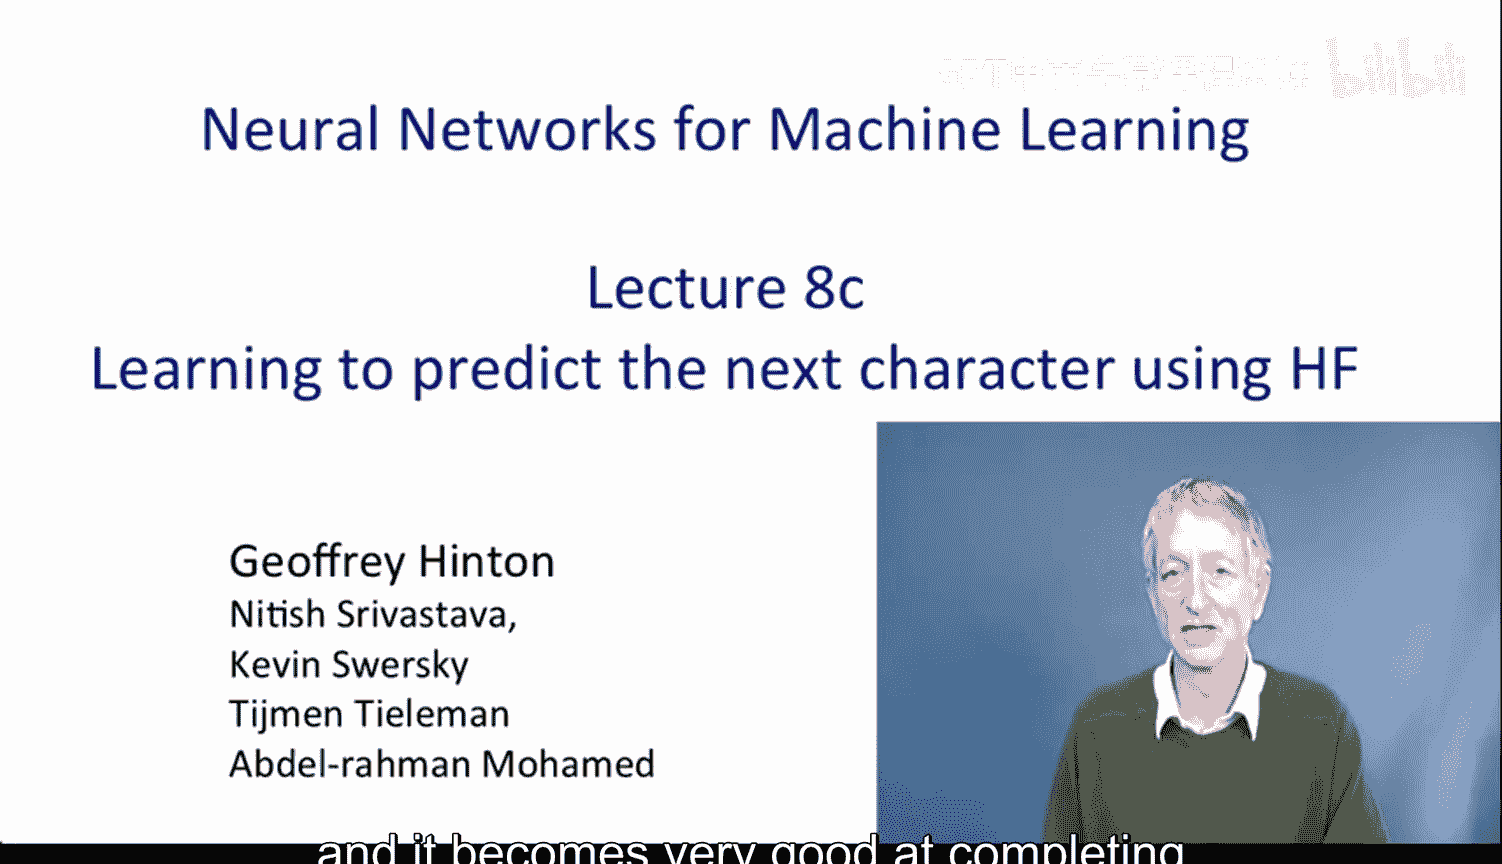 bilibili
Neural Networks for Machine Learning
Lecture 8c
Learning to predict the next character using HF
Geoffrey Hinton
Nitish Srivastava,
Kevin Swersky
Tijmen Tieleman
Abdel-rahman Mohamed
and it becomes very good at completing